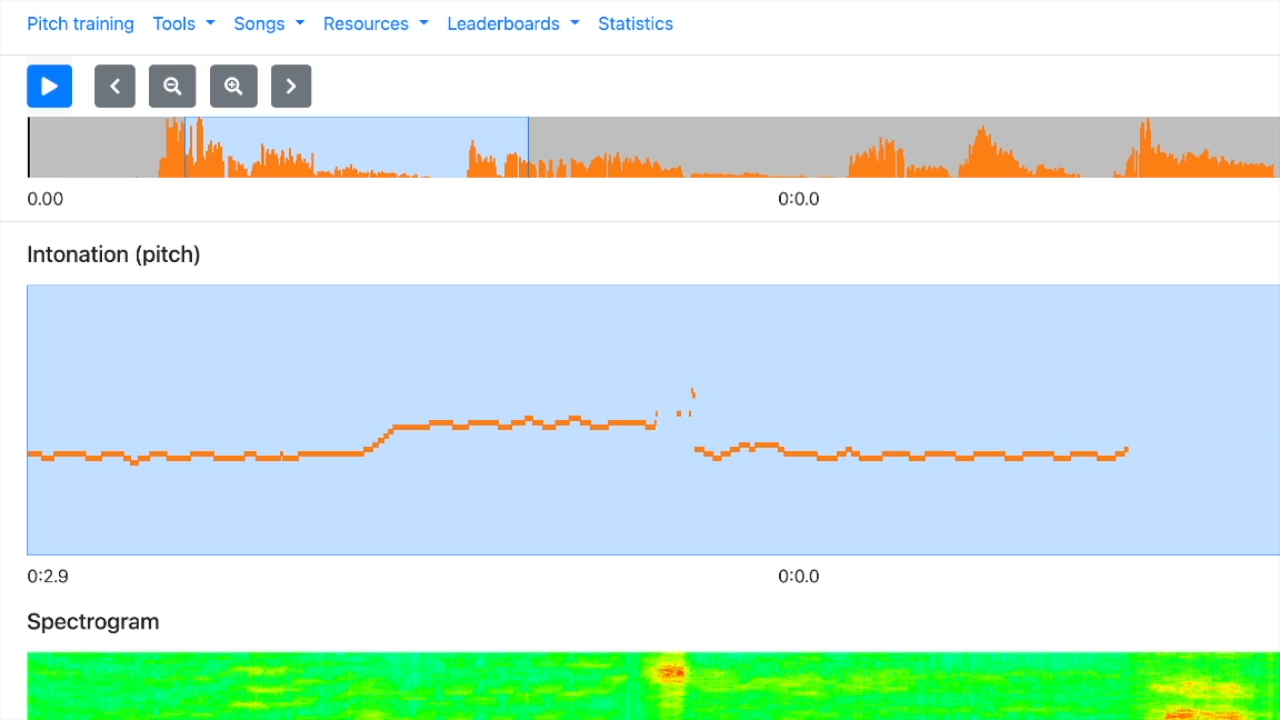 Pitch training Tools Songs Resources Leaderboards Statistics
0.00 0:0.0
Intonation (pitch)
0:2.9 0:0.0
Spectrogram